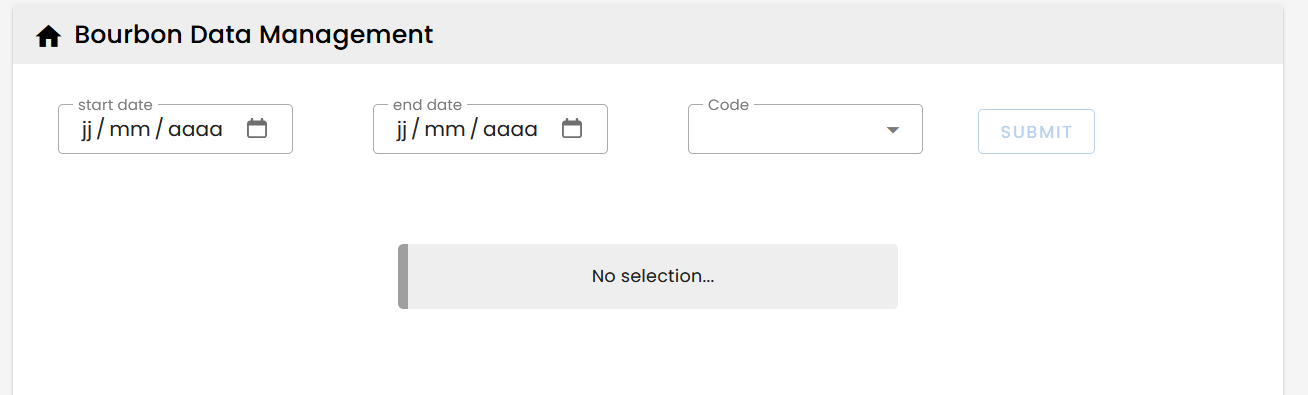 Bourbon Data Management
start date
jj/mm/aaaa
end date
jj/mm/aaaa
Code
SUBMIT
No selection...